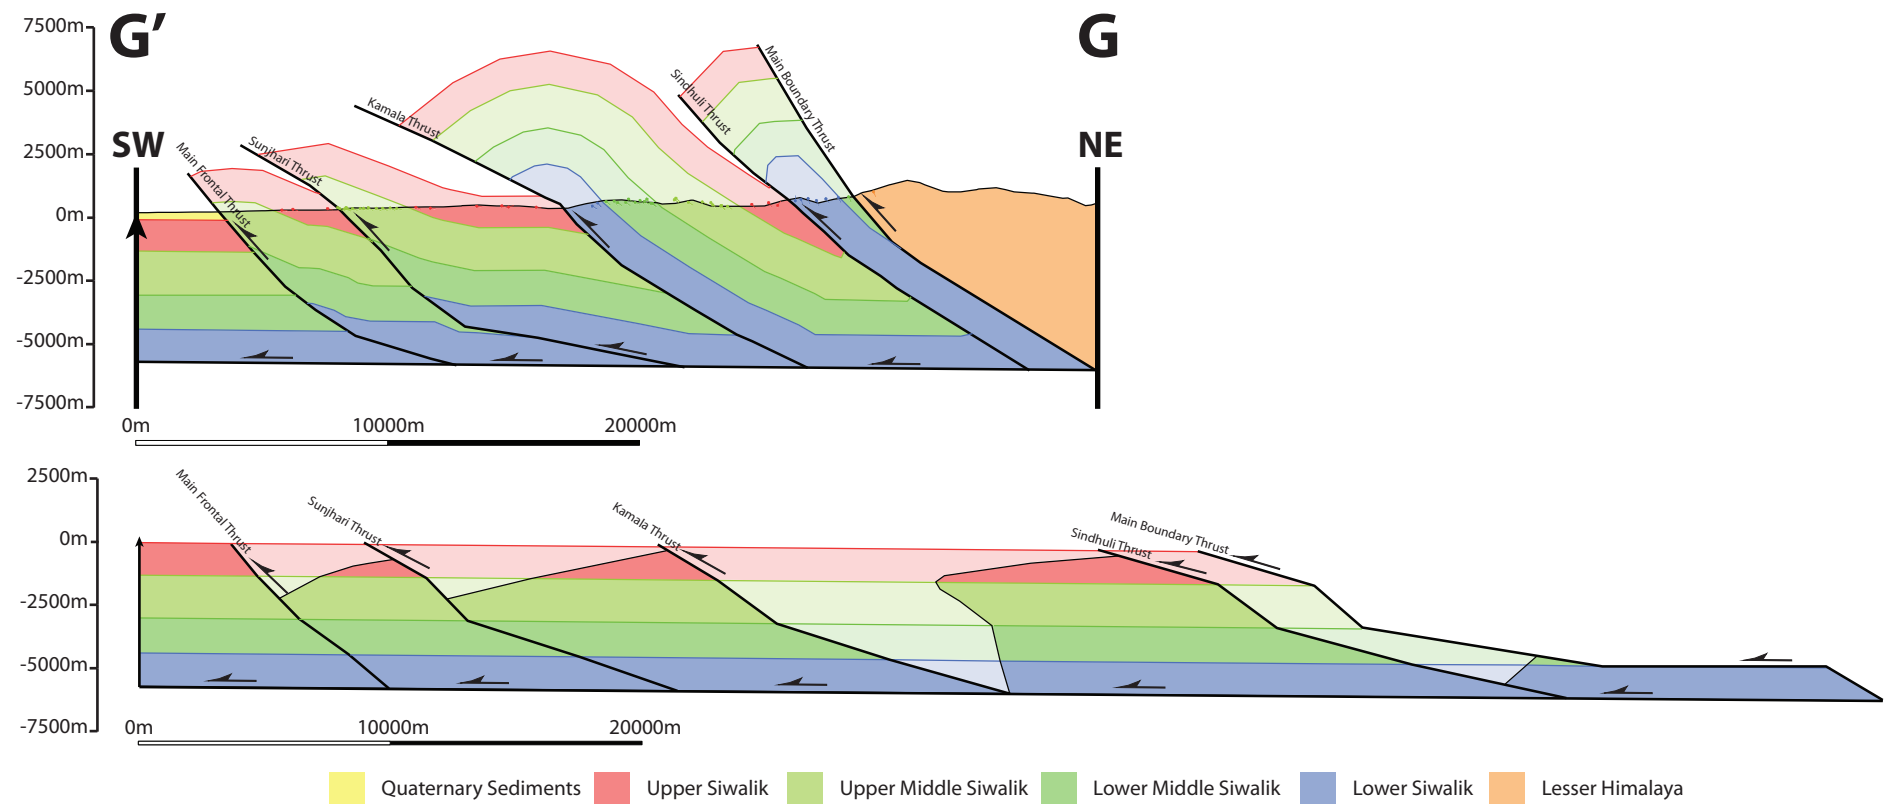 7500m
5000m
2500m
0m
-2500m
-5000m
-7500m
G′
G
SW
NE
Main Frontal Thrust
Sunjhari Thrust
Kamala Thrust
Sindhuli Thrust
Main Boundary Thrust
0m
10000m
20000m
2500m
0m
-2500m
-5000m
-7500m
Main Frontal Thrust
Sunjhari Thrust
Kamala Thrust
Sindhuli Thrust
Main Boundary Thrust
0m
10000m
20000m
Quaternary Sediments
Upper Siwalik
Upper Middle Siwalik
Lower Middle Siwalik
Lower Siwalik
Lesser Himalaya